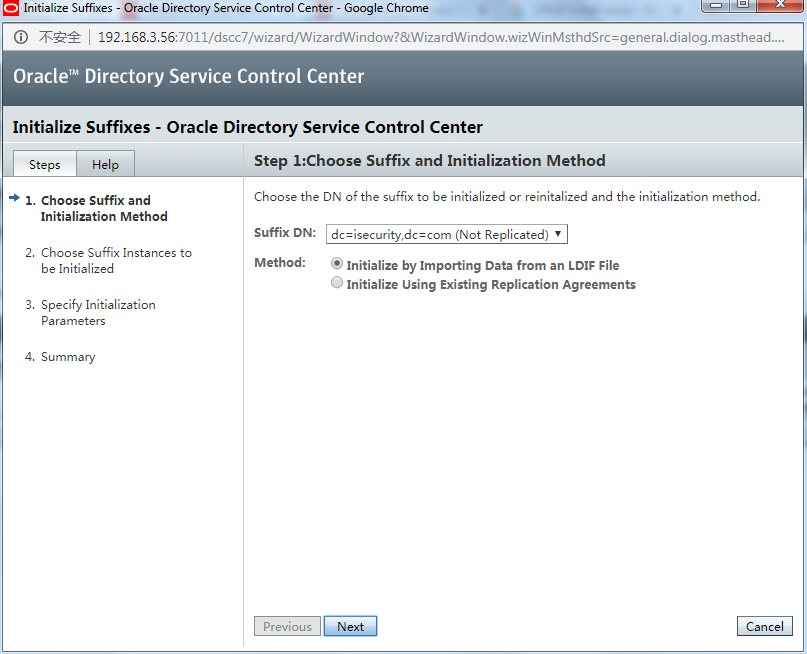 Initialize Suffixes - Oracle Directory Service Control Center - Google Chrome
不安全 192.168.3.56:7011/dscc7/wizard/WizardWindow?&WizardWindow.wizWinMsthdSrc=general.dialog.masthead....
Oracle™ Directory Service Control Center
Initialize Suffixes - Oracle Directory Service Control Center
Steps Help
1. Choose Suffix and
Initialization Method
2. Choose Suffix Instances to
be Initialized
3. Specify Initialization
Parameters
4. Summary
Step 1:Choose Suffix and Initialization Method
Choose the DN of the suffix to be initialized or reinitalized and the initialization method.
Suffix DN: dc=isecurity,dc=com (Not Replicated)
Method: Initialize by Importing Data from an LDIF File
Initialize Using Existing Replication Agreements
Previous Next Cancel